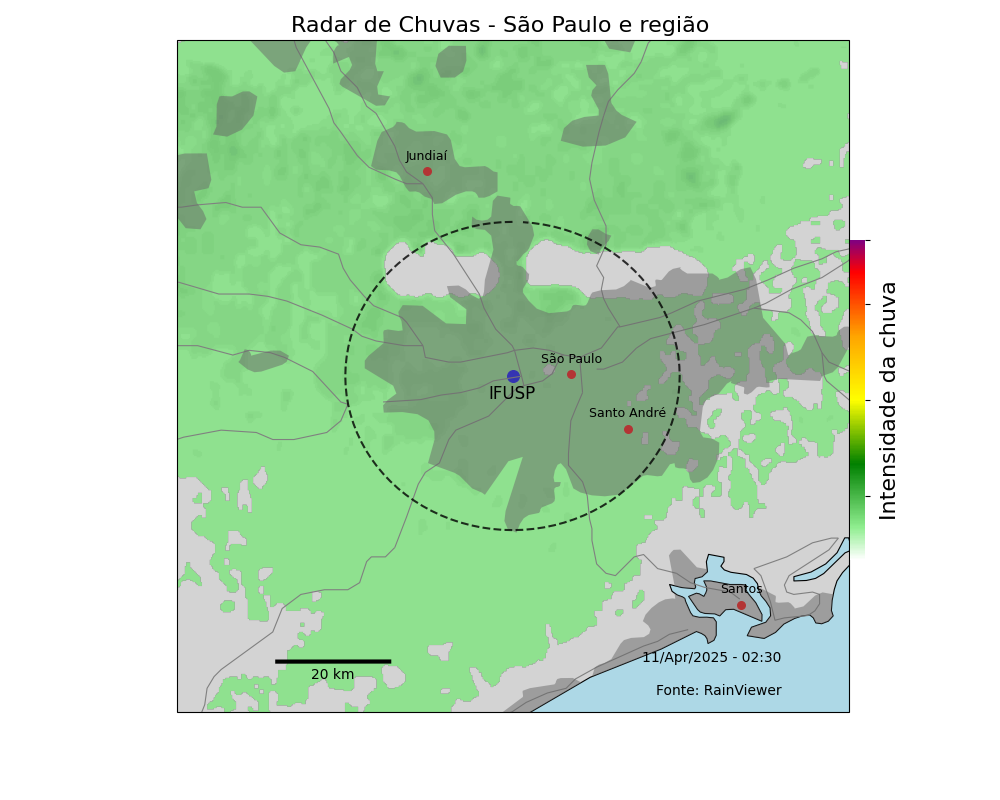 Radar de Chuvas - São Paulo e região
Jundiaí
São Paulo
IFUSP
Santo André
Intensidade da chuva
Santos
11/Apr/2025 - 02:30
20 km
Fonte: RainViewer